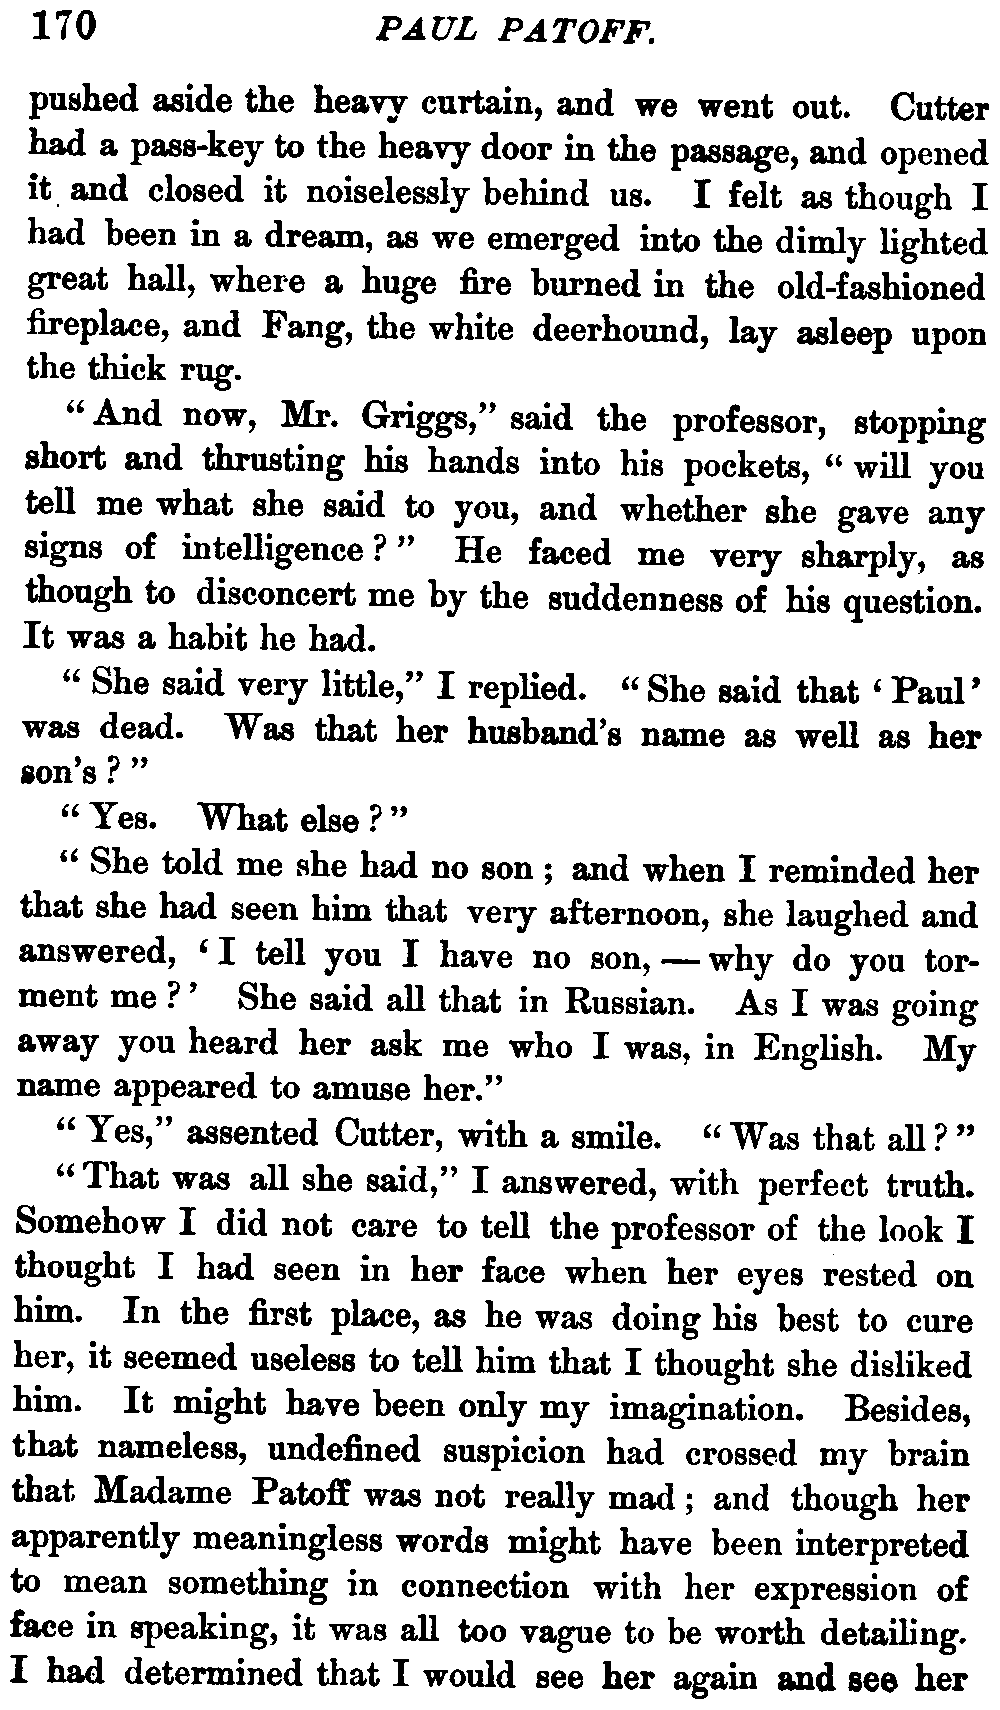 170 PAUL PATOFF.
pushed aside the heavy curtain, and we went out. Cutter
had a pass-key to the heavy door in the passage, and opened
it and closed it noiselessly behind us. I felt as though I
had been in a dream, as we emerged into the dimly lighted
great hall, where a huge fire burned in the old-fashioned
fireplace, and Fang, the white deerhound, lay asleep upon
the thick rug.
“And now, Mr. Griggs,” said the professor, stopping
short and thrusting his hands into his pockets, “will you
tell me what she said to you, and whether she gave any
signs of intelligence?” He faced me very sharply, as
though to disconcert me by the suddenness of his question.
It was a habit he had.
“She said very little,” I replied. “She said that ‘Paul’
was dead. Was that her husband’s name as well as her
son’s?”
“Yes. What else?”
“She told me she had no son; and when I reminded her
that she had seen him that very afternoon, she laughed and
answered, ‘I tell you I have no son, — why do you tor-
ment me?’ She said all that in Russian. As I was going
away you heard her ask me who I was, in English. My
name appeared to amuse her.”
“Yes,” assented Cutter, with a smile. “Was that all?”
“That was all she said,” I answered, with perfect truth.
Somehow I did not care to tell the professor of the look I
thought I had seen in her face when her eyes rested on
him. In the first place, as he was doing his best to cure
her, it seemed useless to tell him that I thought she disliked
him. It might have been only my imagination. Besides,
that nameless, undefined suspicion had crossed my brain
that Madame Patoff was not really mad; and though her
apparently meaningless words might have been interpreted
to mean something in connection with her expression of
face in speaking, it was all too vague to be worth detailing.
I had determined that I would see her again and see her